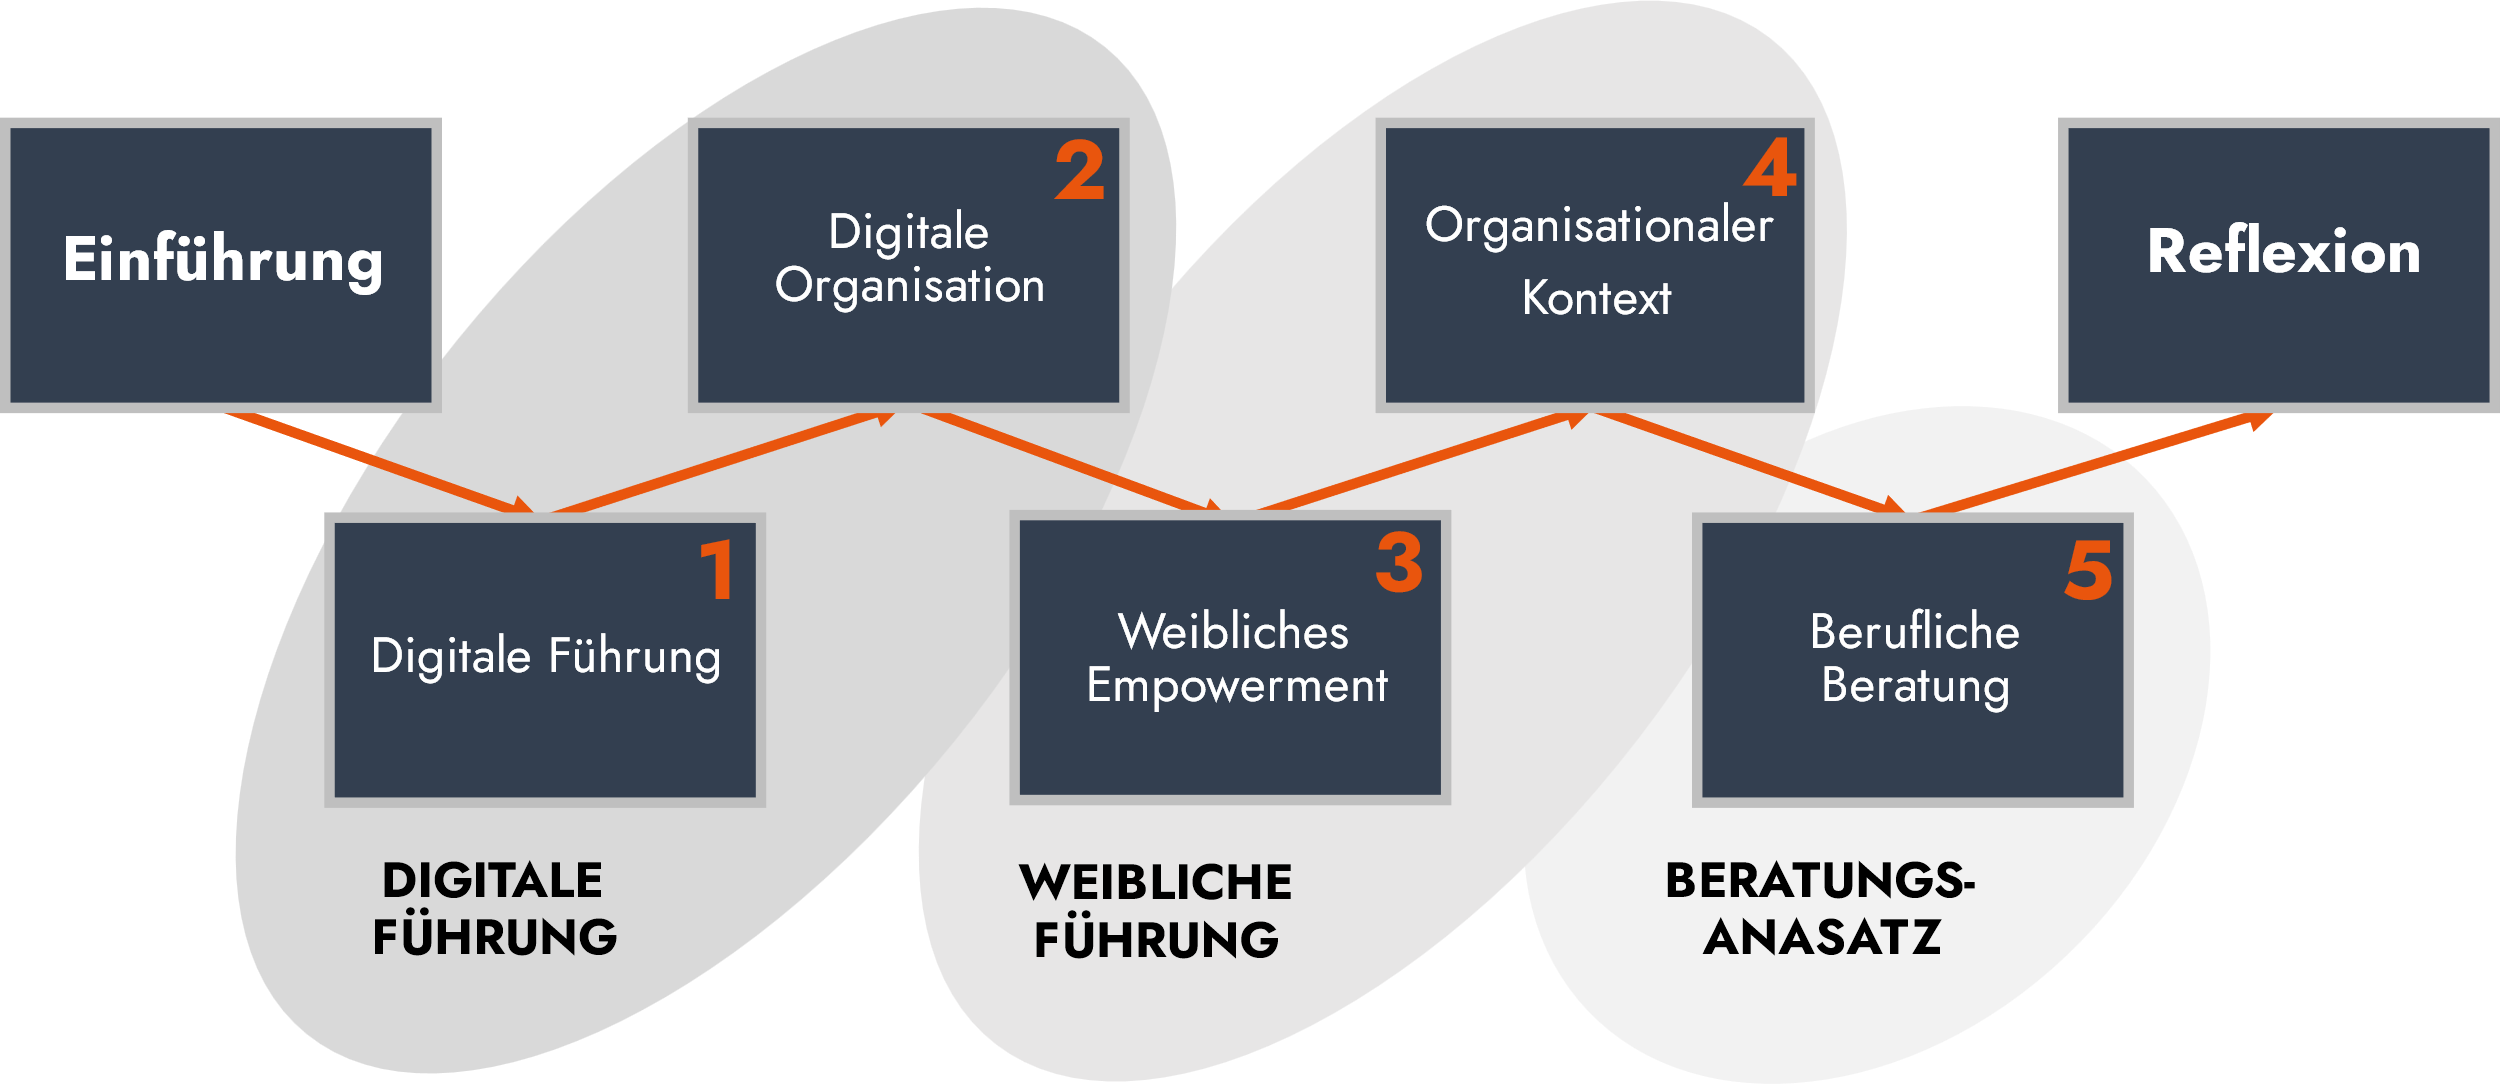 Einführung
1
Digitale Führung
2
Digitale
Organisation
3
Weibliches
Empowerment
4
Organisationaler
Kontext
5
Berufliche
Beratung
Reflexion
DIGITALE
FÜHRUNG
WEIBLICHE
FÜHRUNG
BERATUNGS-
ANASATZ